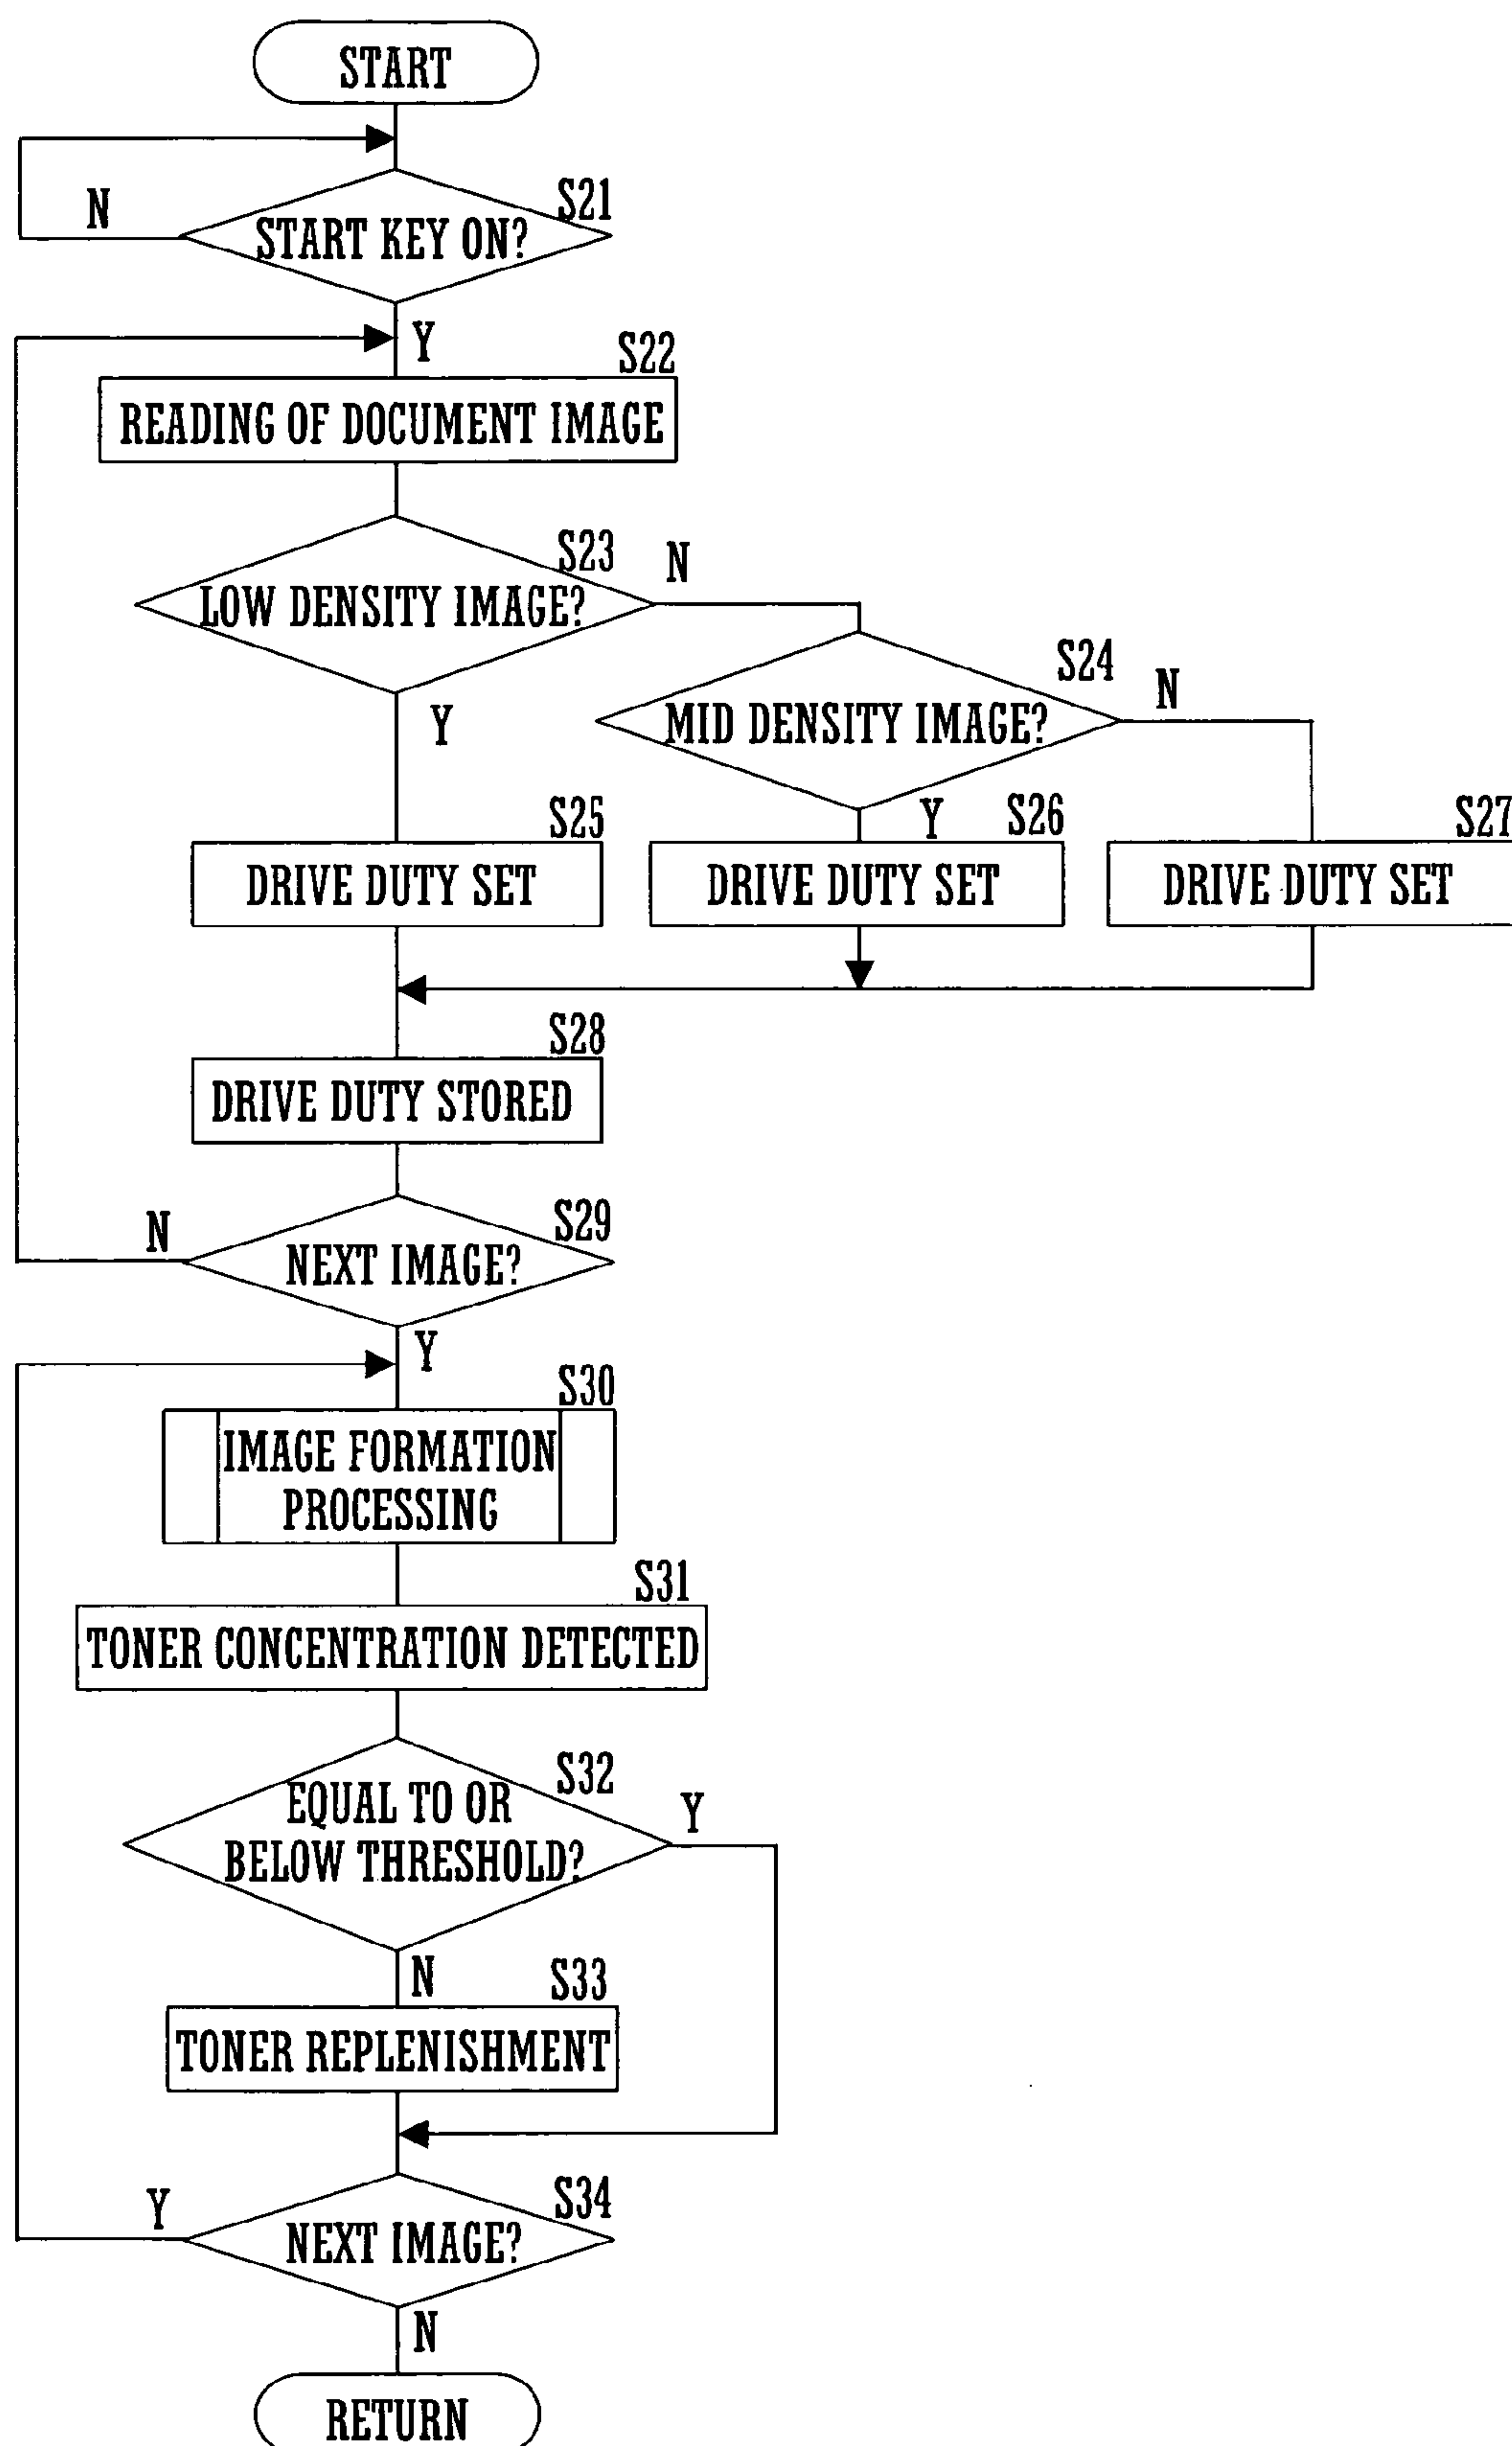 START
S21
N
START KEY ON?
Y
S22
READING OF DOCUMENT IMAGE
S23
N
LOW DENSITY IMAGE?
S24
N
MID DENSITY IMAGE?
Y
S25
Y
S26
S27
DRIVE DUTY SET
DRIVE DUTY SET
DRIVE DUTY SET
S28
DRIVE DUTY STORED
S29
N
NEXT IMAGE?
Y
S30
IMAGE FORMATION
PROCESSING
S31
TONER CONCENTRATION DETECTED
S32
EQUAL TO OR
Y
BELOW THRESHOLD?
N
S33
TONER REPLENISHMENT
S34
Y
NEXT IMAGE?
N
RETURN